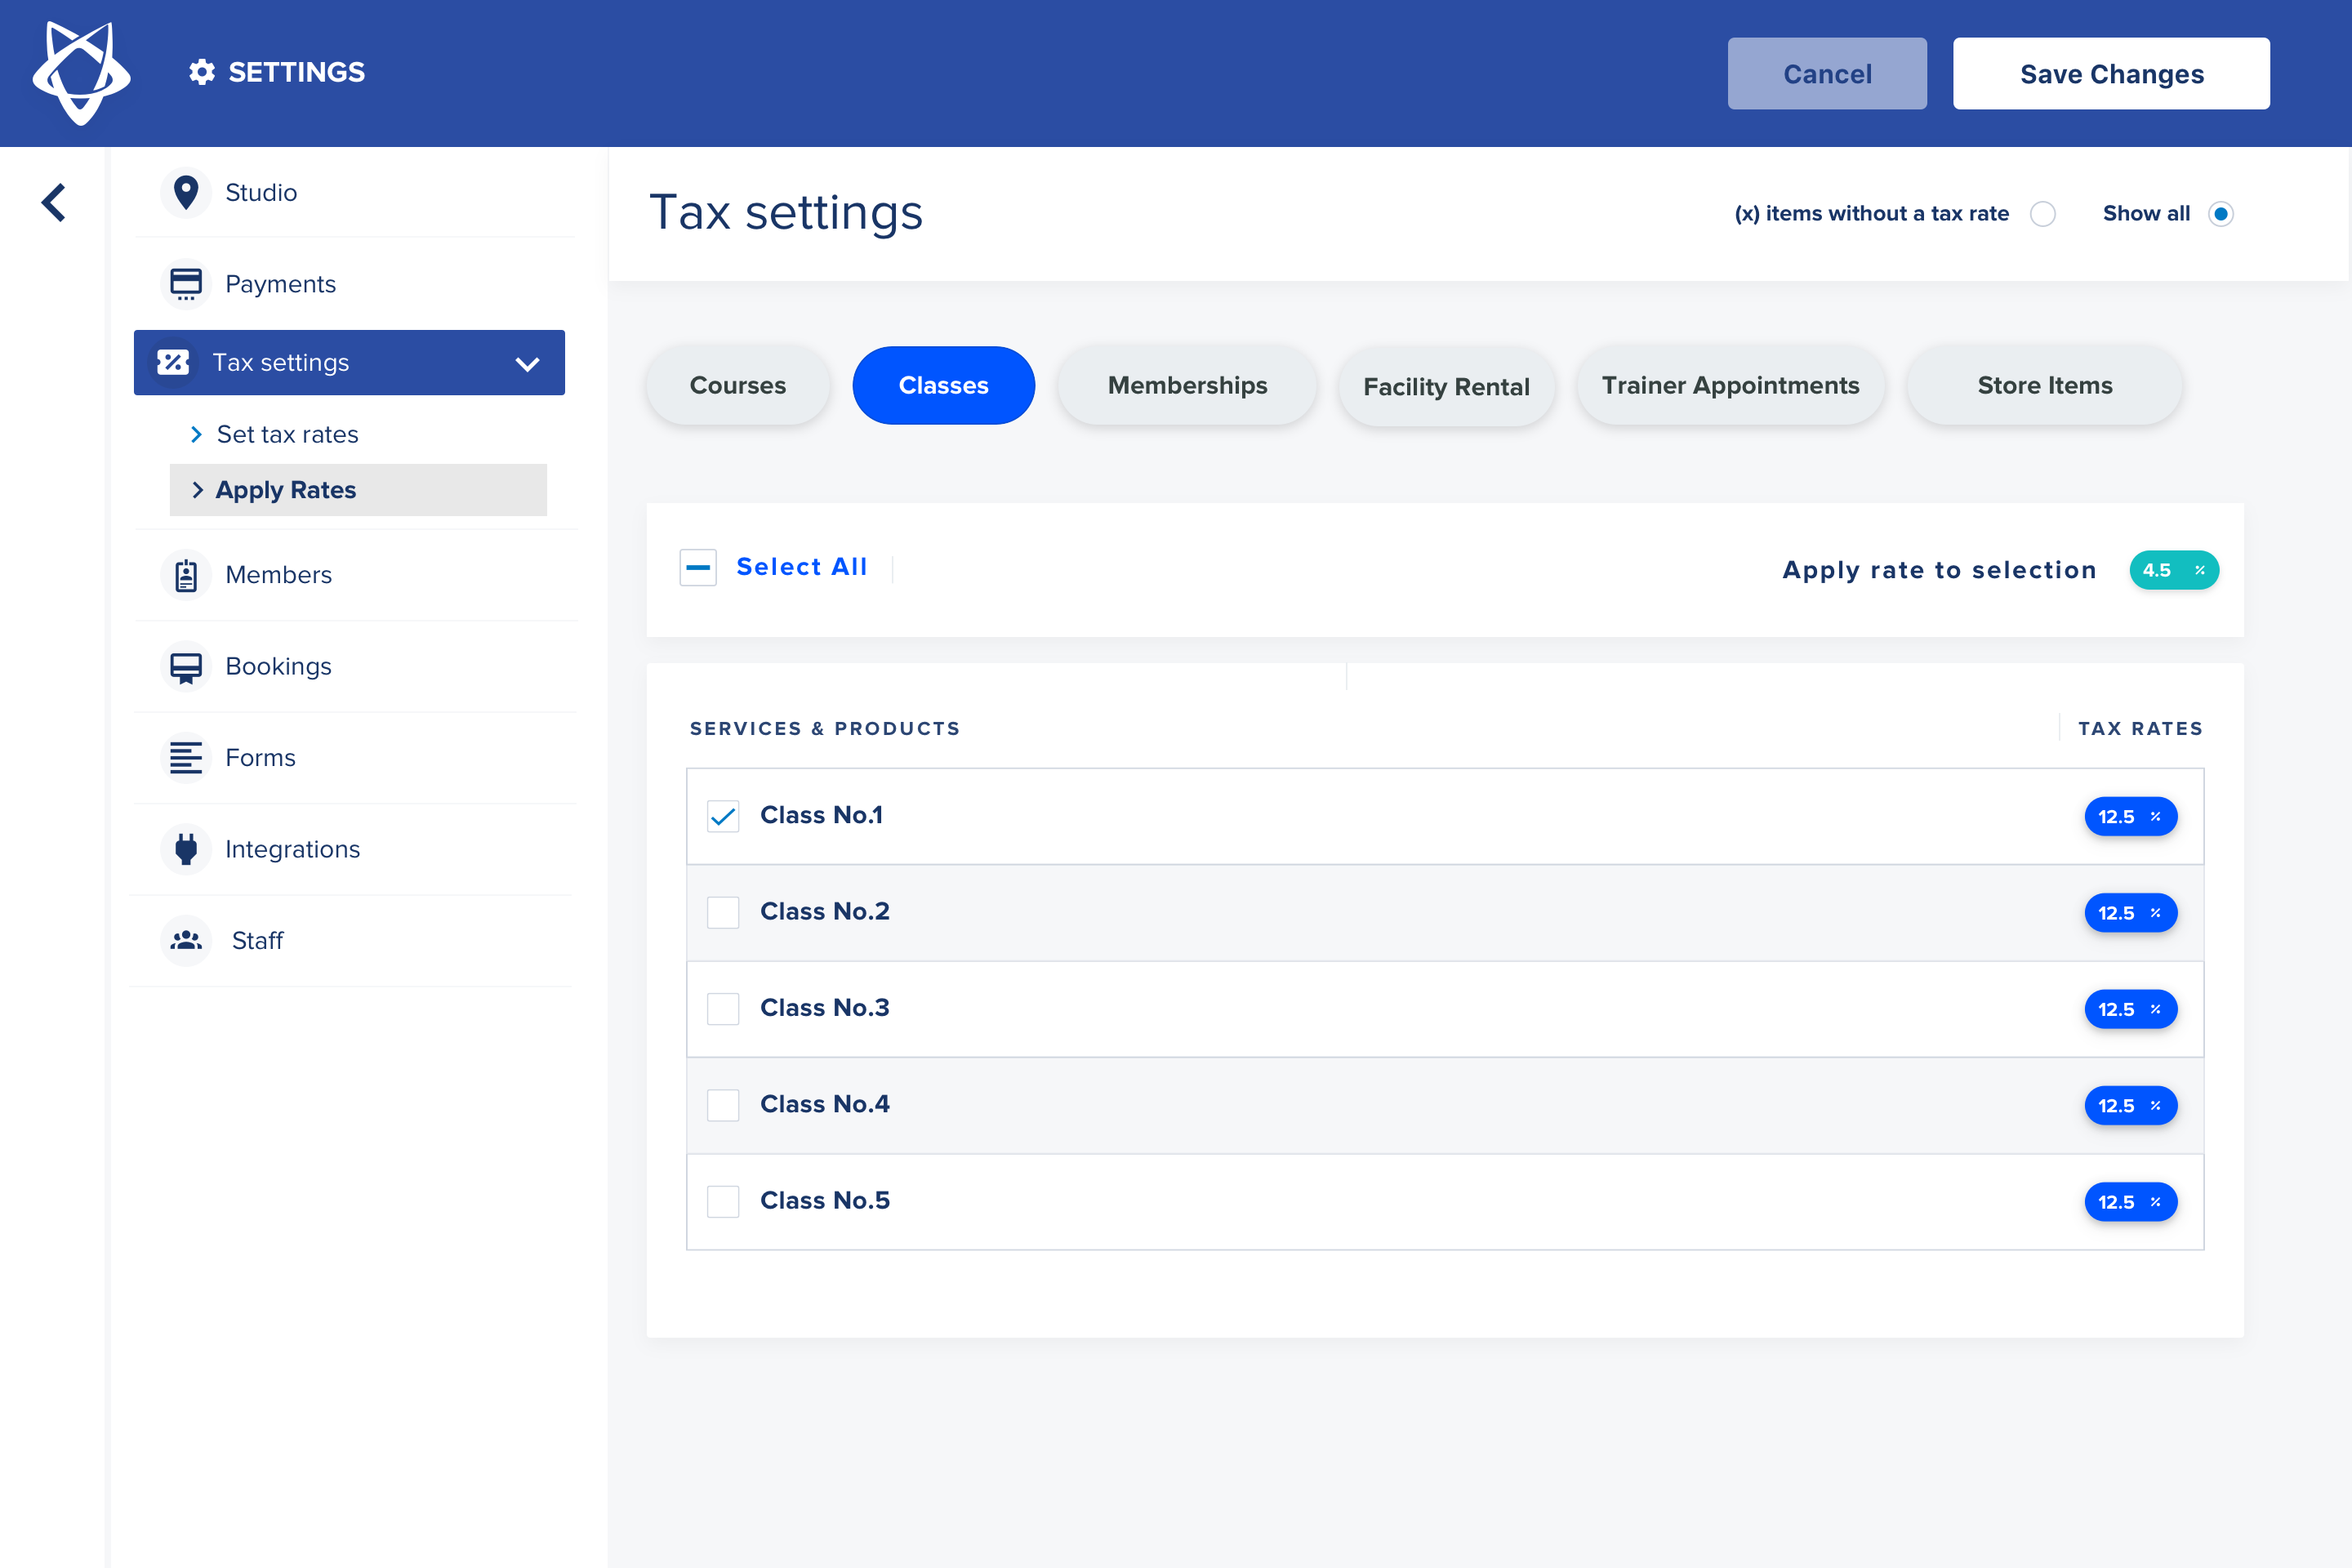 SETTINGS
Cancel
Save Changes
Studio
Payments
Tax settings
Set tax rates
Apply Rates
Members
Bookings
Forms
Integrations
Staff
Tax settings
(x) items without a tax rate
Show all
Courses
Classes
Memberships
Facility Rental
Trainer Appointments
Store Items
Select All
Apply rate to selection
4.5 %
SERVICES & PRODUCTS
TAX RATES
Class No.1
12.5 %
Class No.2
12.5 %
Class No.3
12.5 %
Class No.4
12.5 %
Class No.5
12.5 %